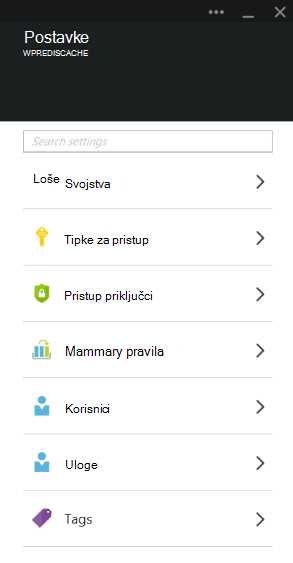 Postavke
WPREDISCACHE
Search settings
Loše Svojstva
Tipke za pristup
Pristup priključci
Mammary pravila
Korisnici
Uloge
Tags